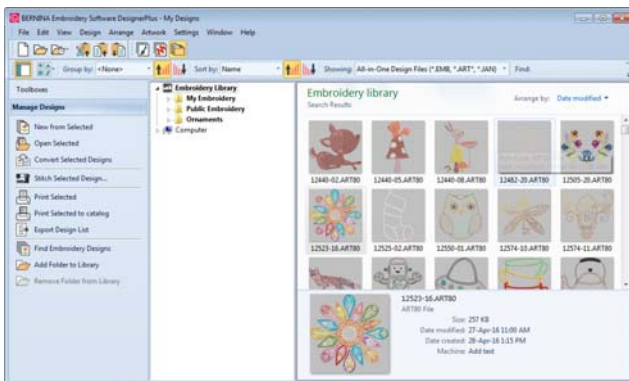 BERNINA Embroidery Software DesignerPlus - My Designs
File Edit View Design Arrange Artwork Settings Window Help
Group by: <None> Sort by: Name Showing: All-in-One Design Files (*.EMB, *.ART*, *.JAN) Find:
Toolboxes
Manage Designs
New from Selected
Open Selected
Convert Selected Designs
Stitch Selected Design...
Print Selected
Print Selected to catalog
Export Design List
Find Embroidery Designs
Add Folder to Library
Remove Folder from Library
Embroidery Library
My Embroidery
Public Embroidery
Ornaments
Computer
Embroidery library
Search Results
Arrange by: Date modified
12440-02.ART80 12440-05.ART80 12440-08.ART80 12482-20.ART80 12505-20.ART80
12523-16.ART80 12525-02.ART80 12550-01.ART80 12574-10.ART80 12574-11.ART80
12523-16.ART80
ART80 File
Size: 257 KB
Date modified: 27-Apr-16 11:00 AM
Date created: 28-Apr-16 1:15 PM
Machine: Add text